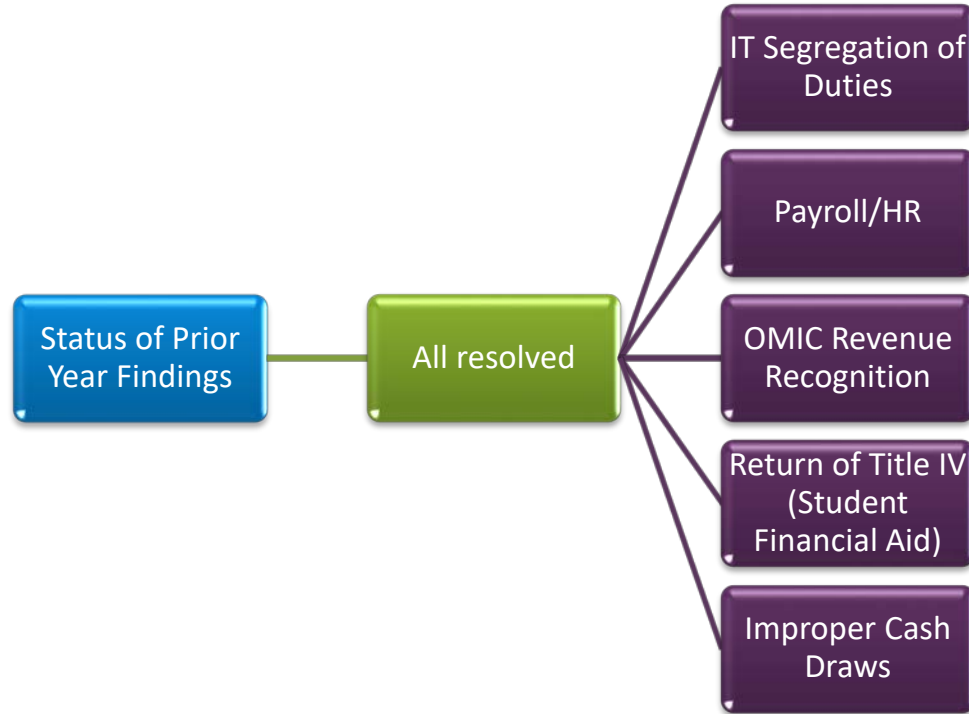 Status of Prior
Year Findings
All resolved
IT Segregation of
Duties
Payroll/HR
OMIC Revenue
Recognition
Return of Title IV
(Student
Financial Aid)
Improper Cash
Draws